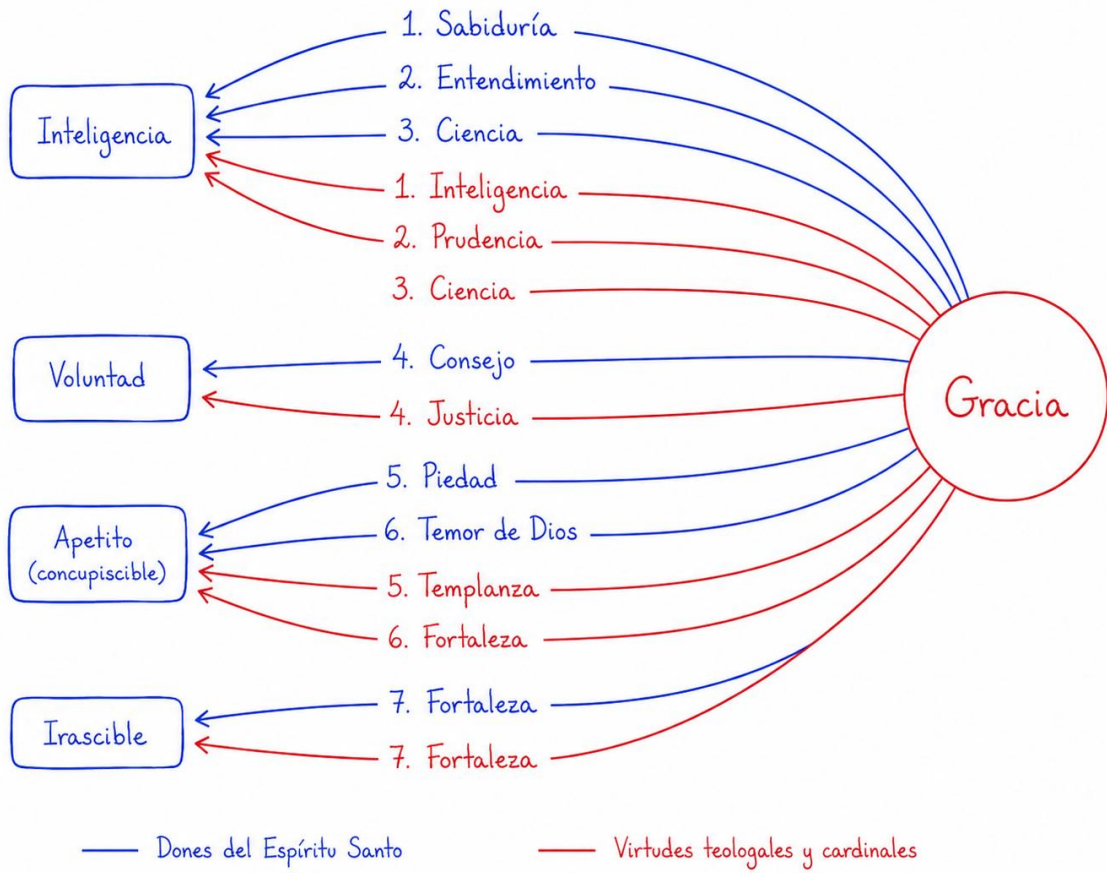 1. Sabiduría
2. Entendimiento
Inteligencia
3. Ciencia
1. Inteligencia
2. Prudencia
3. Ciencia
Voluntad
4. Consejo
4. Justicia
Gracia
5. Piedad
Apetito
(concupiscible)
6. Temor de Dios
5. Templanza
6. Fortaleza
Irascible
7. Fortaleza
7. Fortaleza
Dones del Espíritu Santo
Virtudes teologales y cardinales